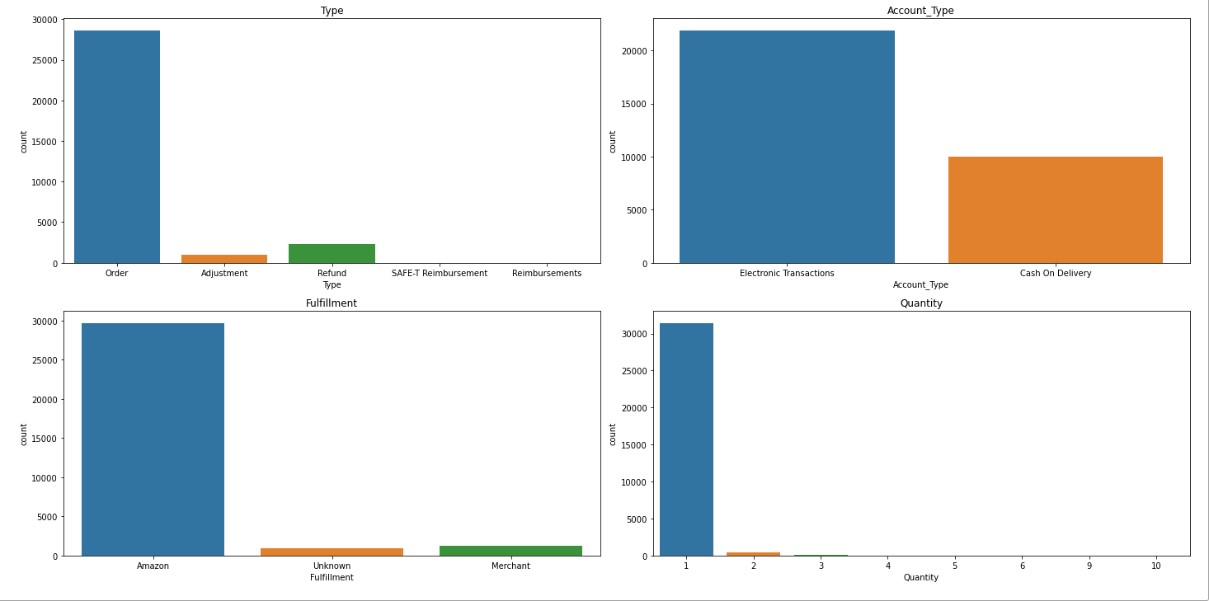 Type
30000
25000
20000
15000
10000
5000
0
count
Order Adjustment Refund SAFE-T Reimbursement Reimbursements
Type
Account_Type
20000
15000
10000
5000
0
count
Electronic Transactions Cash On Delivery
Account_Type
Fulfillment
30000
25000
20000
15000
10000
5000
0
count
Amazon Unknown Merchant
Fulfillment
Quantity
30000
25000
20000
15000
10000
5000
0
count
1 2 3 4 5 6 9 10
Quantity